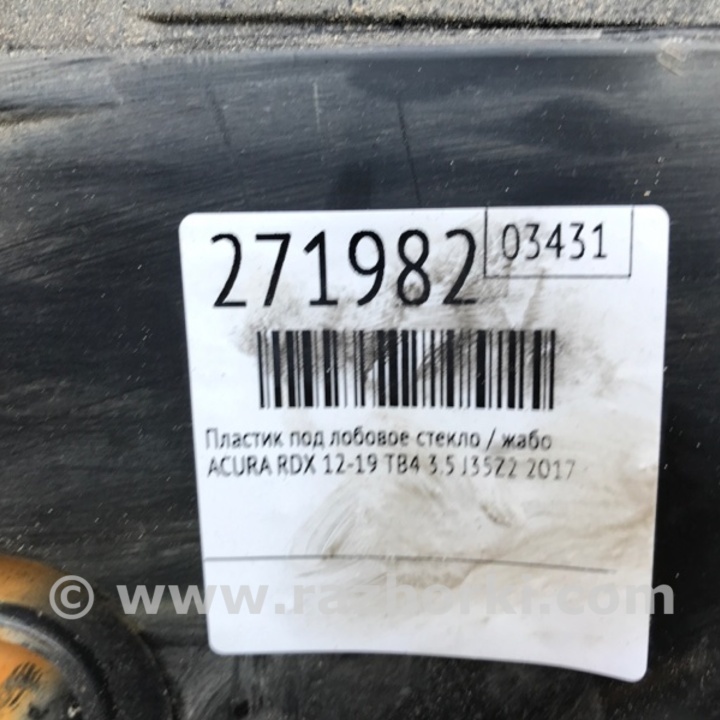 271982
03431
Пластик под лобовое стекло / жабо
ACURA RDX 12-19 TB4 3.5 J35Z2 2017
© www.razborki.com